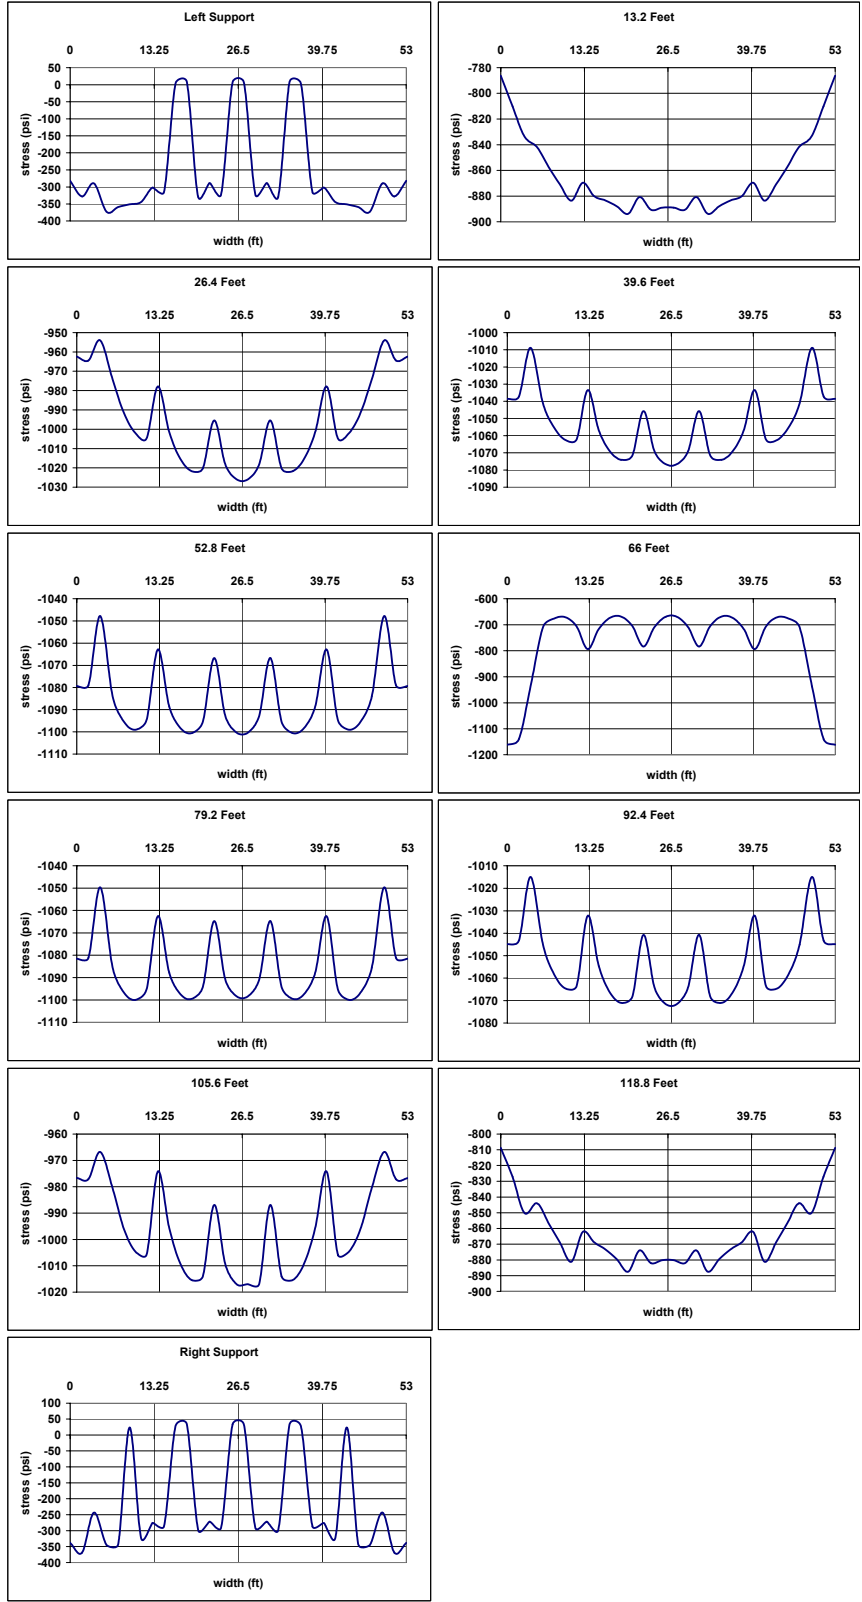 Left Support
0 13.25 26.5 39.75 53
50
0
-50
-100
-150
-200
-250
-300
-350
-400
stress (psi)
width (ft)
13.2 Feet
0 13.25 26.5 39.75 53
-780
-800
-820
-840
-860
-880
-900
stress (psi)
width (ft)
26.4 Feet
0 13.25 26.5 39.75 53
-950
-960
-970
-980
-990
-1000
-1010
-1020
-1030
stress (psi)
width (ft)
39.6 Feet
0 13.25 26.5 39.75 53
-1000
-1010
-1020
-1030
-1040
-1050
-1060
-1070
-1080
-1090
stress (psi)
width (ft)
52.8 Feet
0 13.25 26.5 39.75 53
-1040
-1050
-1060
-1070
-1080
-1090
-1100
-1110
stress (psi)
width (ft)
66 Feet
0 13.25 26.5 39.75 53
-600
-700
-800
-900
-1000
-1100
-1200
stress (psi)
width (ft)
79.2 Feet
0 13.25 26.5 39.75 53
-1040
-1050
-1060
-1070
-1080
-1090
-1100
-1110
stress (psi)
width (ft)
92.4 Feet
0 13.25 26.5 39.75 53
-1010
-1020
-1030
-1040
-1050
-1060
-1070
-1080
stress (psi)
width (ft)
105.6 Feet
0 13.25 26.5 39.75 53
-960
-970
-980
-990
-1000
-1010
-1020
stress (psi)
width (ft)
118.8 Feet
0 13.25 26.5 39.75 53
-800
-810
-820
-830
-840
-850
-860
-870
-880
-890
-900
stress (psi)
width (ft)
Right Support
0 13.25 26.5 39.75 53
100
50
0
-50
-100
-150
-200
-250
-300
-350
-400
stress (psi)
width (ft)